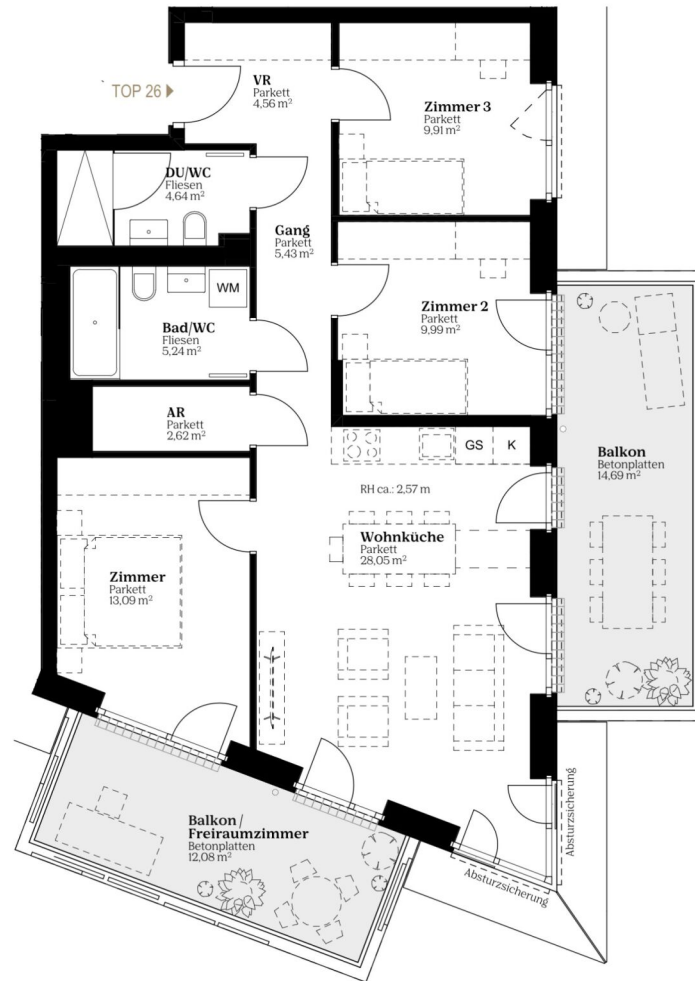 TOP 26
VR
Parkett
4,56 m²
Zimmer 3
Parkett
9,91 m²
DU/WC
Fliesen
4,64 m²
Gang
Parkett
5,43 m²
WM
Zimmer 2
Parkett
9,99 m²
Bad/WC
Fliesen
5,24 m²
AR
Parkett
2,62 m²
GS
K
Balkon
Betonplatten
14,69 m²
RH ca.: 2,57 m
Wohnküche
Parkett
28,05 m²
Zimmer
Parkett
13,09 m²
Balkon /
Freiraumzimmer
Betonplatten
12,08 m²
Absturzsicherung
Absturzsicherung